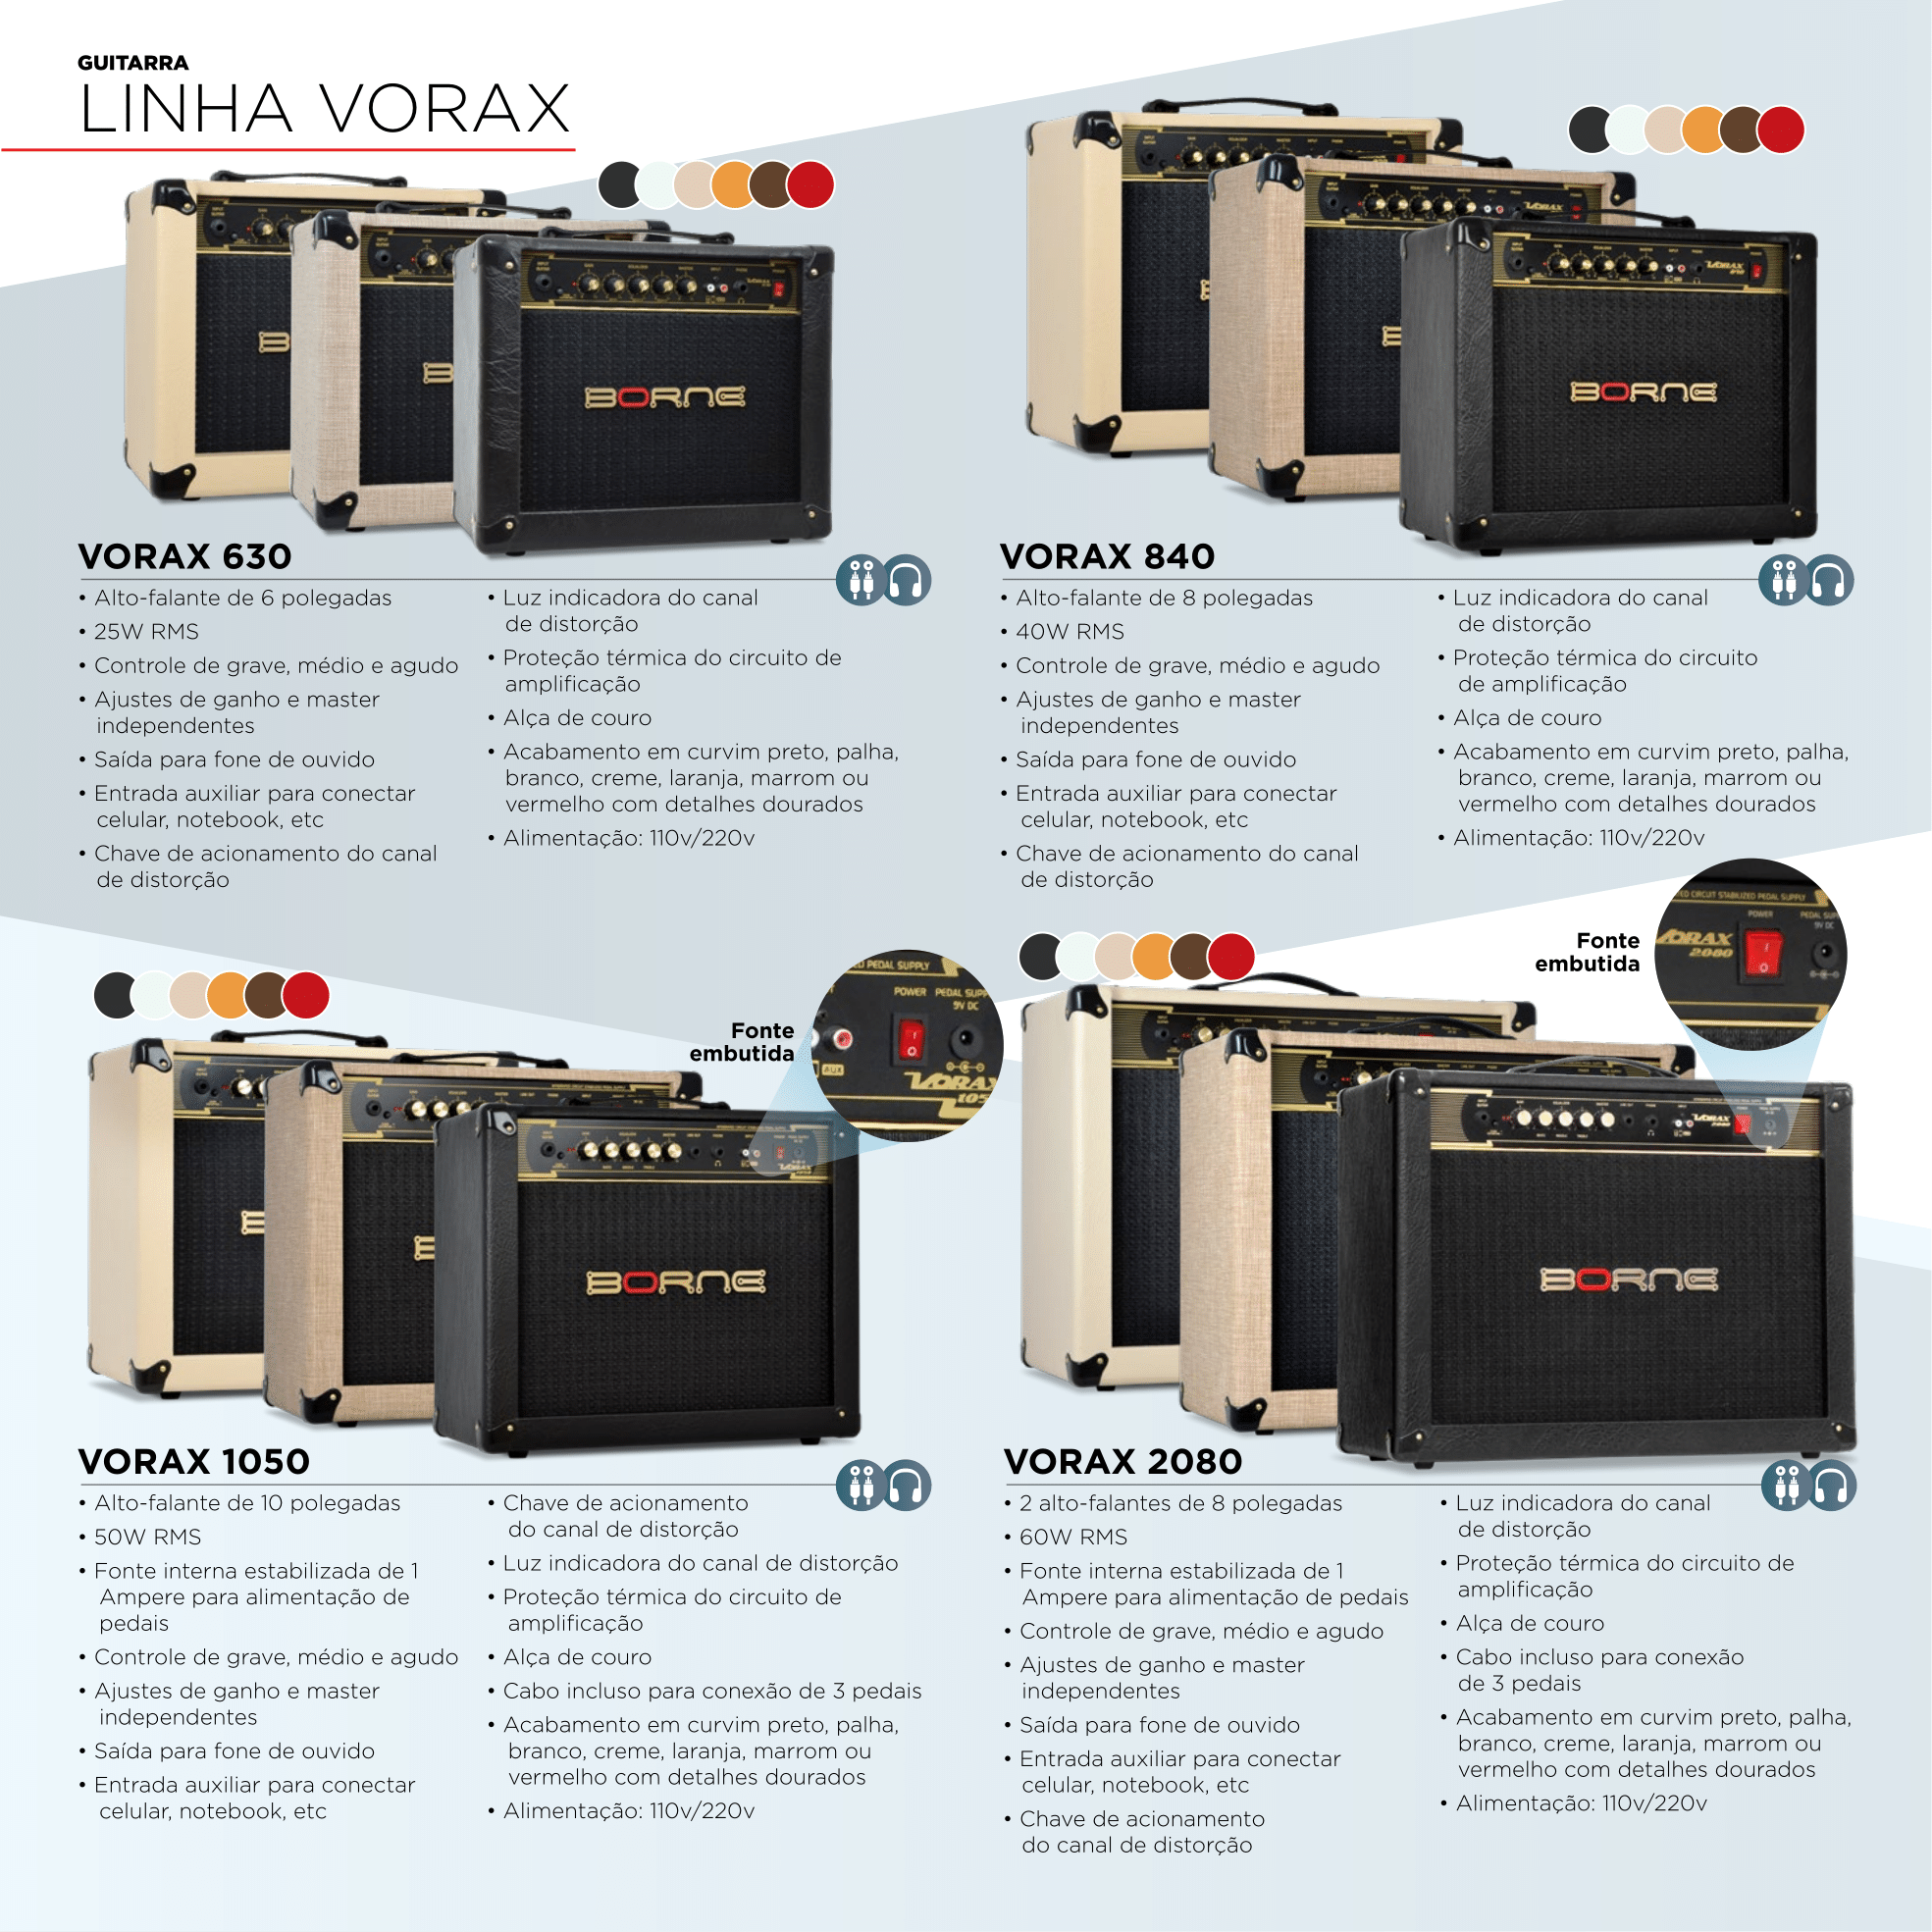 GUITARRA
LINHA VORAX
BORNE
VORAX 630
• Alto-falante de 6 polegadas
• 25W RMS
• Controle de grave, médio e agudo
• Ajustes de ganho e master
independentes
• Saída para fone de ouvido
• Entrada auxiliar para conectar
celular, notebook, etc
• Chave de acionamento do canal
de distorção
• Luz indicadora do canal
de distorção
• Proteção térmica do circuito de
amplificação
• Alça de couro
• Acabamento em curvim preto, palha,
branco, creme, laranja, marrom ou
vermelho com detalhes dourados
• Alimentação: 110v/220v
VORAX
BORNE
VORAX 840
• Alto-falante de 8 polegadas
• 40W RMS
• Controle de grave, médio e agudo
• Ajustes de ganho e master
independentes
• Saída para fone de ouvido
• Entrada auxiliar para conectar
celular, notebook, etc
• Chave de acionamento do canal
de distorção
• Luz indicadora do canal
de distorção
• Proteção térmica do circuito
de amplificação
• Alça de couro
• Acabamento em curvim preto, palha,
branco, creme, laranja, marrom ou
vermelho com detalhes dourados
• Alimentação: 110v/220v
Fonte
embutida
PEDAL SUPPLY
POWER PEDAL SUPP
9V DC
AUX
VORAX
105
BORNE
VORAX 1050
• Alto-falante de 10 polegadas
• 50W RMS
• Fonte interna estabilizada de 1
Ampere para alimentação de
pedais
• Controle de grave, médio e agudo
• Ajustes de ganho e master
independentes
• Saída para fone de ouvido
• Entrada auxiliar para conectar
celular, notebook, etc
• Chave de acionamento
do canal de distorção
• Luz indicadora do canal de distorção
• Proteção térmica do circuito de
amplificação
• Alça de couro
• Cabo incluso para conexão de 3 pedais
• Acabamento em curvim preto, palha,
branco, creme, laranja, marrom ou
vermelho com detalhes dourados
• Alimentação: 110v/220v
Fonte
embutida
CIRCUIT STABILIZED PEDAL SUPPLY
POWER PEDAL SUP
9V DC
VORAX
2080
BORNE
VORAX 2080
• 2 alto-falantes de 8 polegadas
• 60W RMS
• Fonte interna estabilizada de 1
Ampere para alimentação de pedais
• Controle de grave, médio e agudo
• Ajustes de ganho e master
independentes
• Saída para fone de ouvido
• Entrada auxiliar para conectar
celular, notebook, etc
• Chave de acionamento
do canal de distorção
• Luz indicadora do canal
de distorção
• Proteção térmica do circuito de
amplificação
• Alça de couro
• Cabo incluso para conexão
de 3 pedais
• Acabamento em curvim preto, palha,
branco, creme, laranja, marrom ou
vermelho com detalhes dourados
• Alimentação: 110v/220v